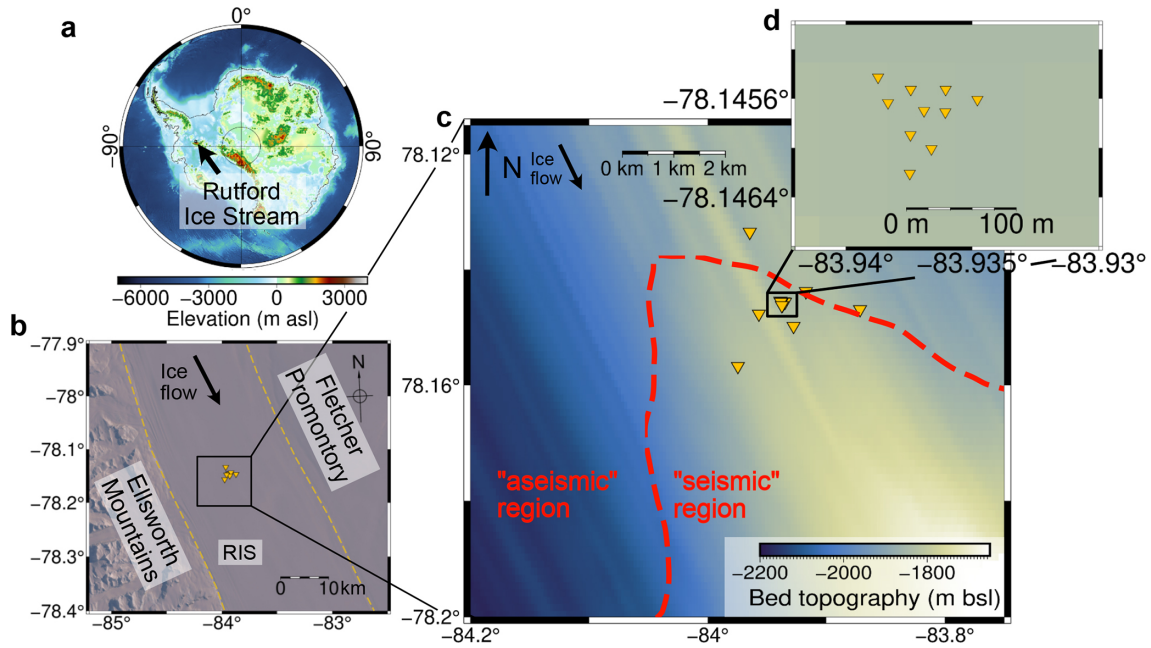 a
0°
−90°
90°
Rutford
Ice Stream
−6000 −3000 0 3000
Elevation (m asl)
b
−77.9°
−78°
−78.1°
−78.2°
−78.3°
−78.4°
Ice
flow
N
Fletcher
Promontory
Ellsworth
Mountains
RIS
0 10km
−85° −84° −83°
c
78.12°
78.16°
−78.2°
N
Ice
flow
0 km 1 km 2 km
"aseismic"
region
"seismic"
region
−2200 −2000 −1800
Bed topography (m bsl)
−84.2° −84° −83.8°
d
−78.1456°
−78.1464°
0 m 100 m
−83.94° −83.935° −83.93°